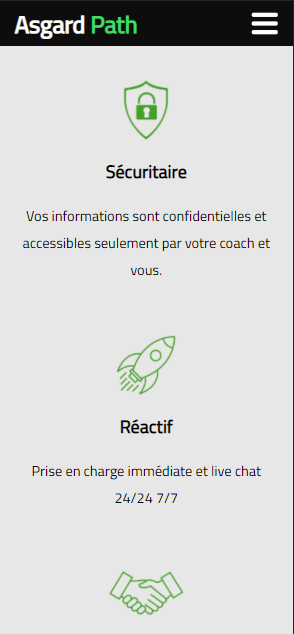 Asgard Path
Sécuritaire
Vos informations sont confidentielles et
accessibles seulement par votre coach et
vous.
Réactif
Prise en charge immédiate et live chat
24/24 7/7